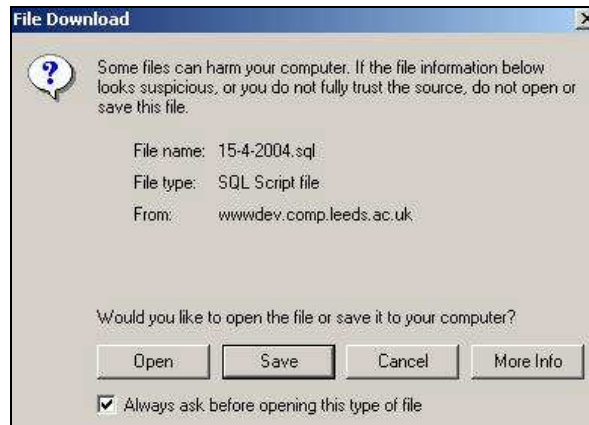 File Download
Some files can harm your computer. If the file information below
looks suspicious, or you do not fully trust the source, do not open or
save this file.
File name: 15-4-2004.sql
File type: SQL Script file
From: wwwdev.comp.leeds.ac.uk
Would you like to open the file or save it to your computer?
Open Save Cancel More Info
Always ask before opening this type of file